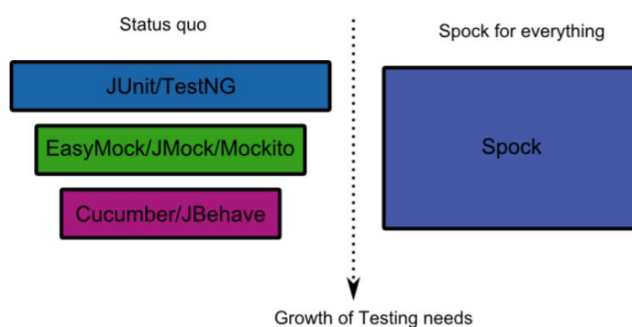 Status quo
Spock for everything
JUnit/TestNG
EasyMock/JMock/Mockito
Cucumber/JBehave
Spock
Growth of Testing needs